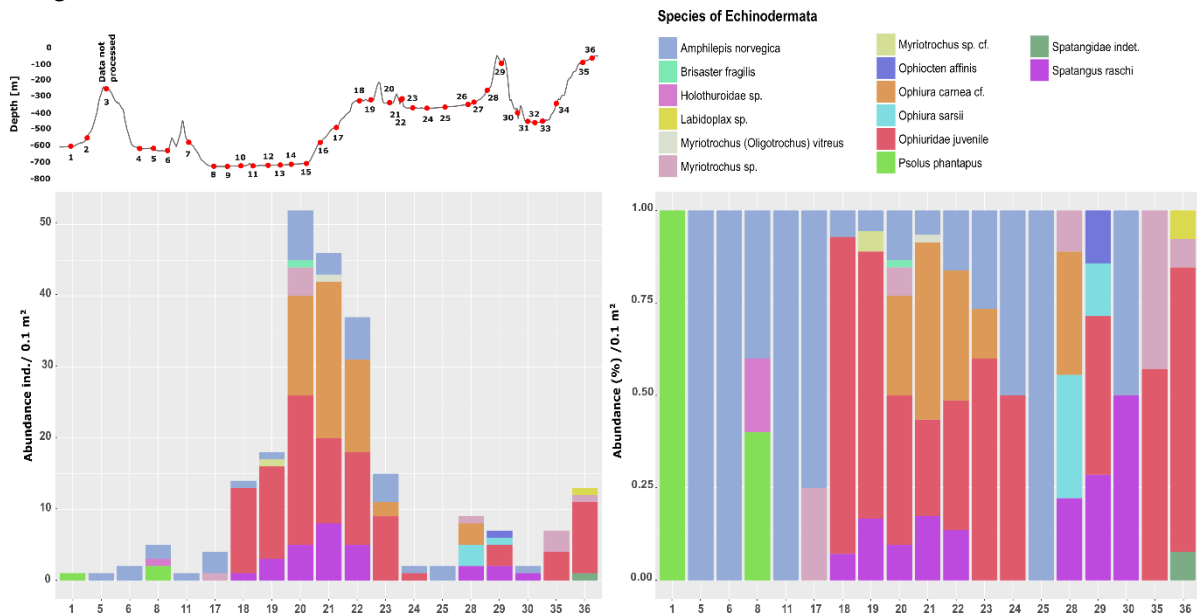 Species of Echinodermata
Amphilepis norvegica
Brisaster fragilis
Holothuroidae sp.
Labidoplax sp.
Myriotrochus (Oligotrochus) vitreus
Myriotrochus sp.
Myriotrochus sp. cf.
Ophiocten affinis
Ophiura carnea cf.
Ophiura sarsii
Ophiuridae juvenile
Psolus phantapus
Spatangidae indet.
Spatangus raschi
Depth [m]
0
-100
-200
-300
-400
-500
-600
-700
-800
Data not
processed
1
2
3
4
5
6
7
8
9
10
11
12
13
14
15
16
17
18
19
20
21
22
23
24
25
26
27
28
29
30
31
32
33
34
35
36
Abundance ind./ 0.1 m²
50
40
30
20
10
0
1 5 6 8 11 17 18 19 20 21 22 23 24 25 28 29 30 35 36
Abundance (%) /0.1 m²
1.00
0.75
0.50
0.25
0.00
1 5 6 8 11 17 18 19 20 21 22 23 24 25 28 29 30 35 36